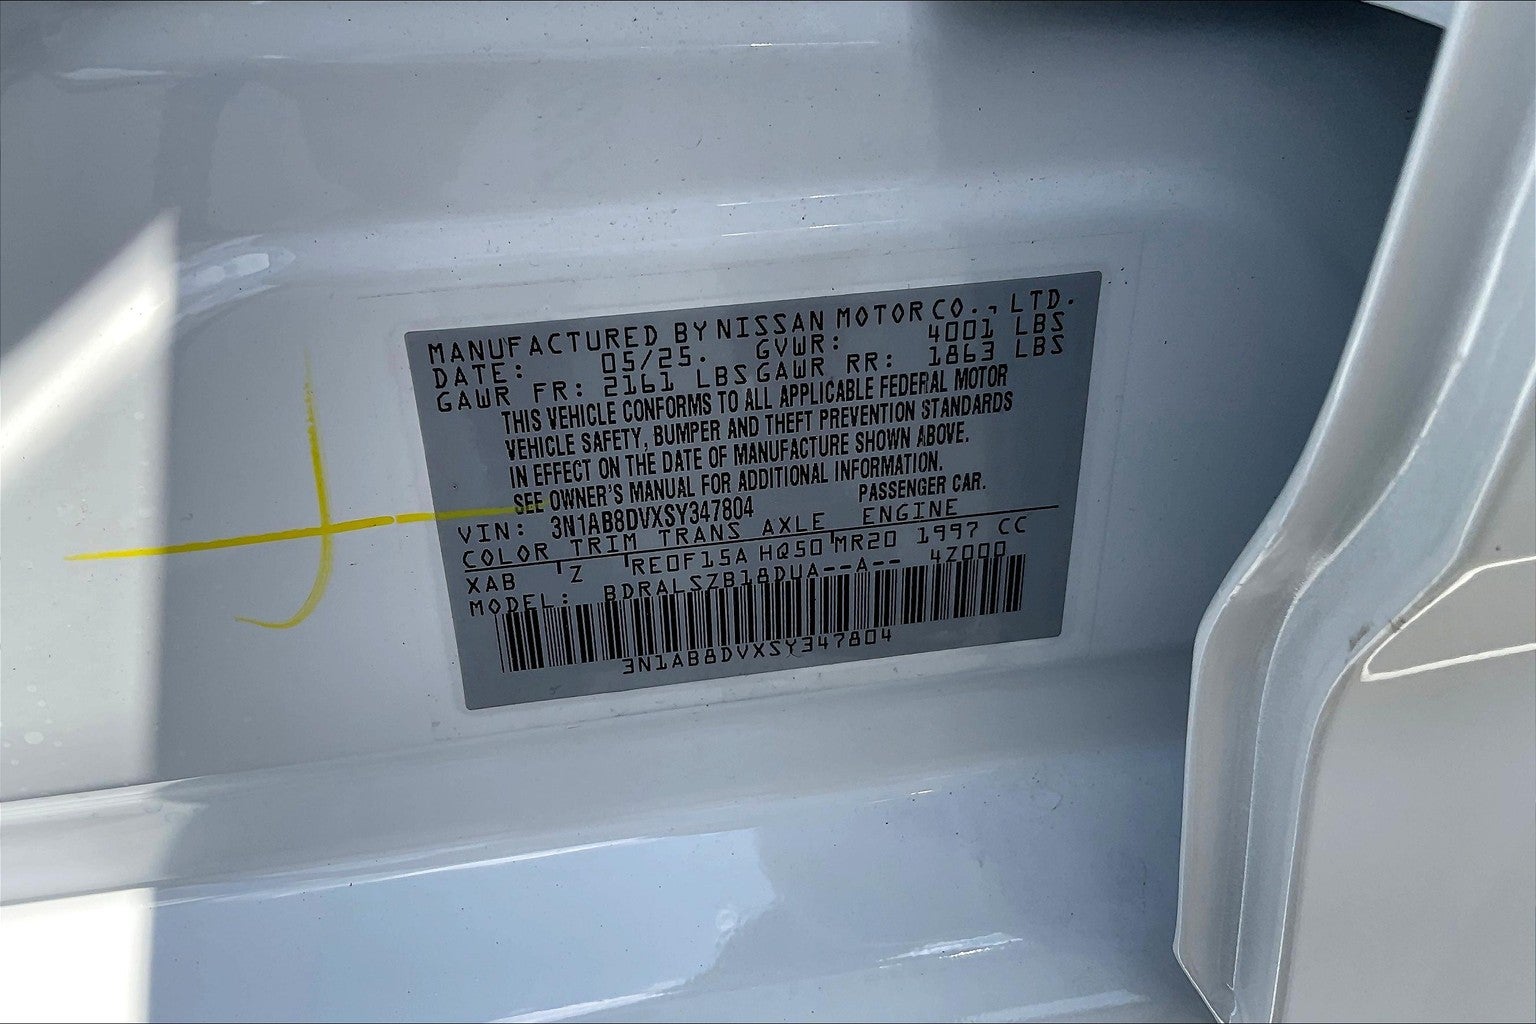 MANUFACTURED BY NISSAN MOTOR CO., LTD.
DATE: 05/25. GVWR: 4001 LBS
GAWR FR: 2161 LBS GAWR RR: 1863 LBS
THIS VEHICLE CONFORMS TO ALL APPLICABLE FEDERAL MOTOR
VEHICLE SAFETY, BUMPER AND THEFT PREVENTION STANDARDS
IN EFFECT ON THE DATE OF MANUFACTURE SHOWN ABOVE.
SEE OWNER'S MANUAL FOR ADDITIONAL INFORMATION.
VIN: 3N1AB8DVXSY347804 PASSENGER CAR.
COLOR TRIM TRANS AXLE ENGINE
XAB Z RE0F15A HQ50 MR20 1997 CC
MODEL: BDRALSZB18DUA--A-- 4Z000
3N1AB8DVXSY347804